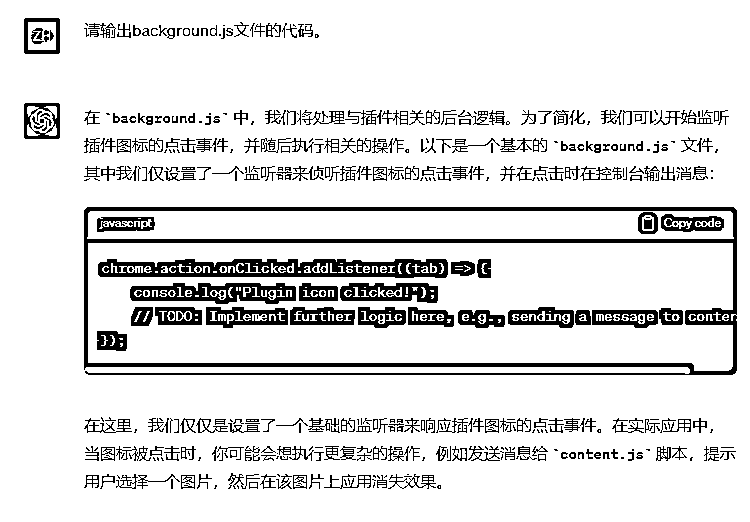 请输出background.js文件的代码。
在 `background.js` 中，我们将处理与插件相关的后台逻辑。为了简化，我们可以开始监听
插件图标的点击事件，并随后执行相关的操作。以下是一个基本的 `background.js` 文件，
其中我们仅设置了一个监听器来侦听插件图标的点击事件，并在点击时在控制台输出消息：
javascript Copy code
chrome.action.onClicked.addListener((tab) => {
console.log("Plugin icon clicked!");
// TODO: Implement further logic here, e.g., sending a message to conten
});
在这里，我们仅仅是设置了一个基础的监听器来响应插件图标的点击事件。在实际应用中，
当图标被点击时，你可能会想执行更复杂的操作，例如发送消息给 `content.js` 脚本，提示
用户选择一个图片，然后在该图片上应用消失效果。